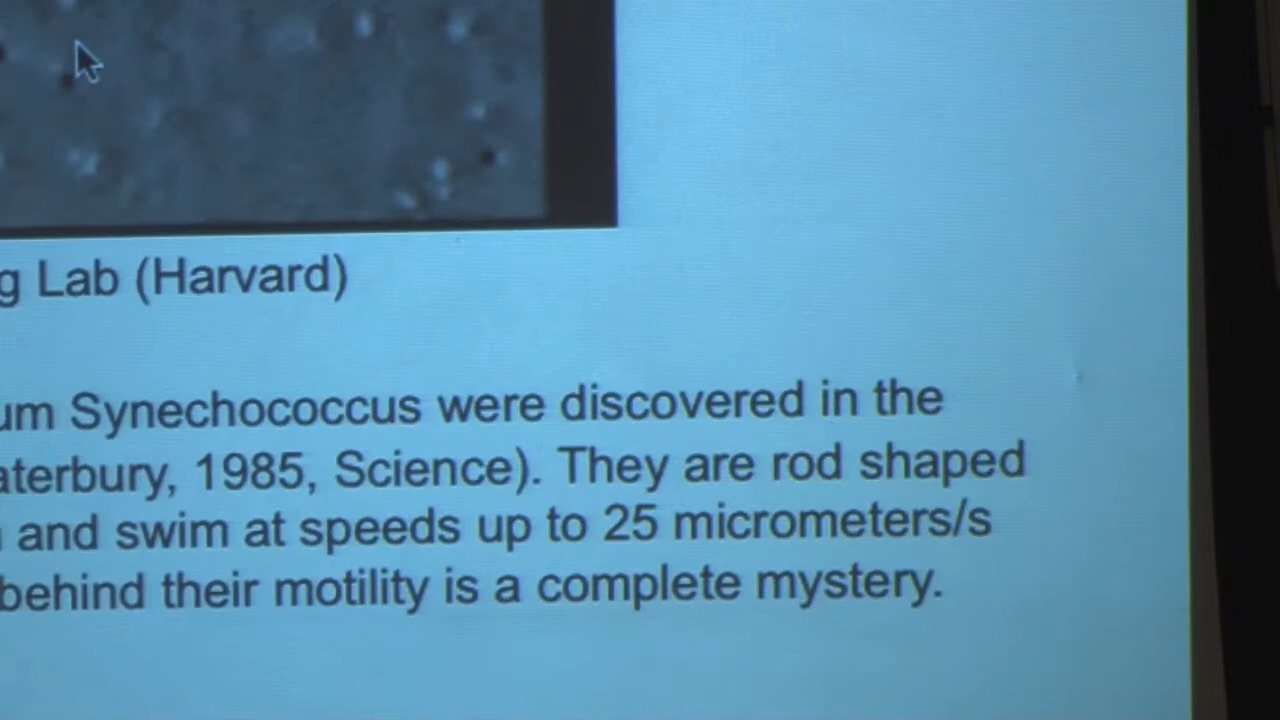 g Lab (Harvard)
um Synechococcus were discovered in the
aterbury, 1985, Science). They are rod shaped
and swim at speeds up to 25 micrometers/s
behind their motility is a complete mystery.